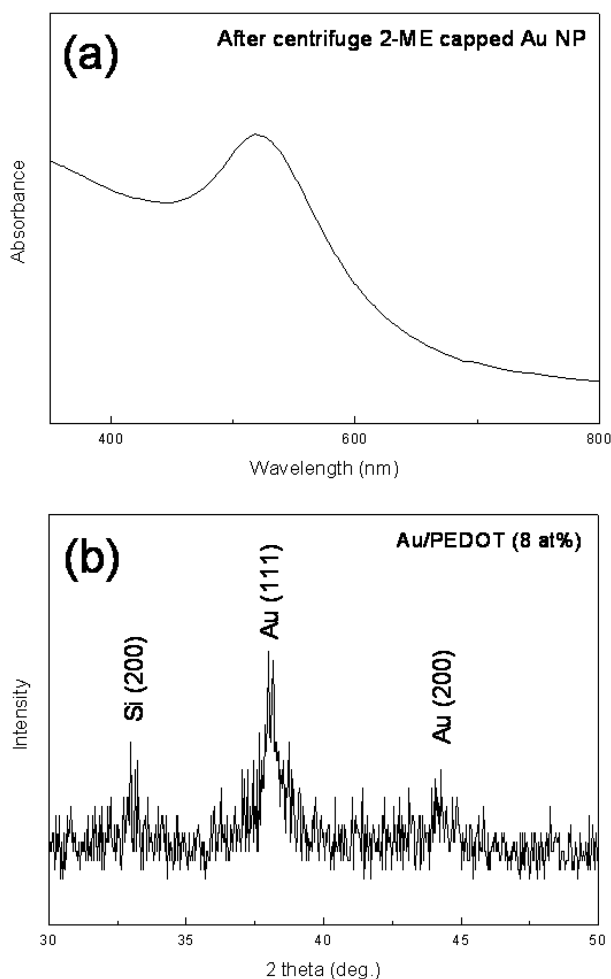 (a)
After centrifuge 2-ME capped Au NP
Absorbance
400
600
800
Wavelength (nm)
(b)
Au/PEDOT (8 at%)
Si (200)
Au (111)
Au (200)
Intensity
30
35
40
45
50
2 theta (deg.)